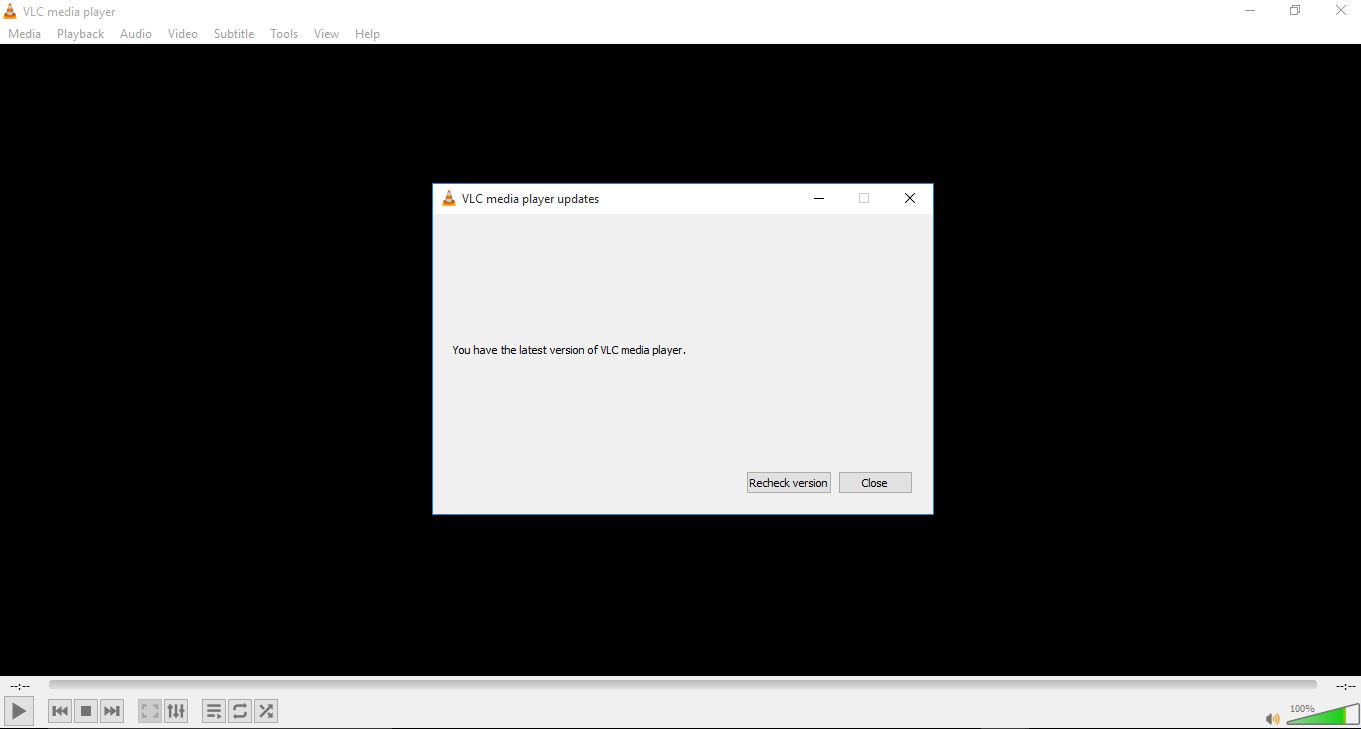 VLC media player
Media Playback Audio Video Subtitle Tools View Help
VLC media player updates
You have the latest version of VLC media player.
Recheck version Close
--:-- --:--
100%